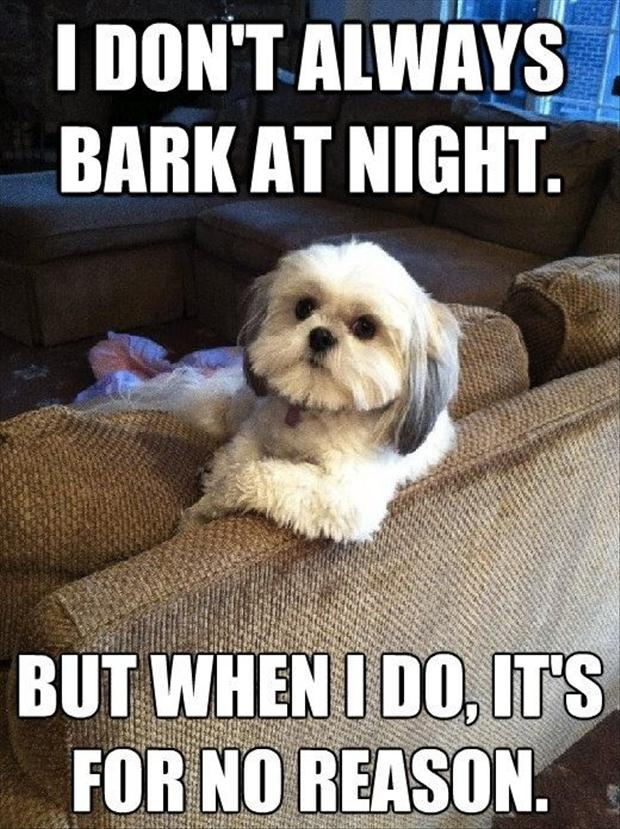 I DON'T ALWAYS
BARK AT NIGHT.
BUT WHEN I DO, IT'S
FOR NO REASON.